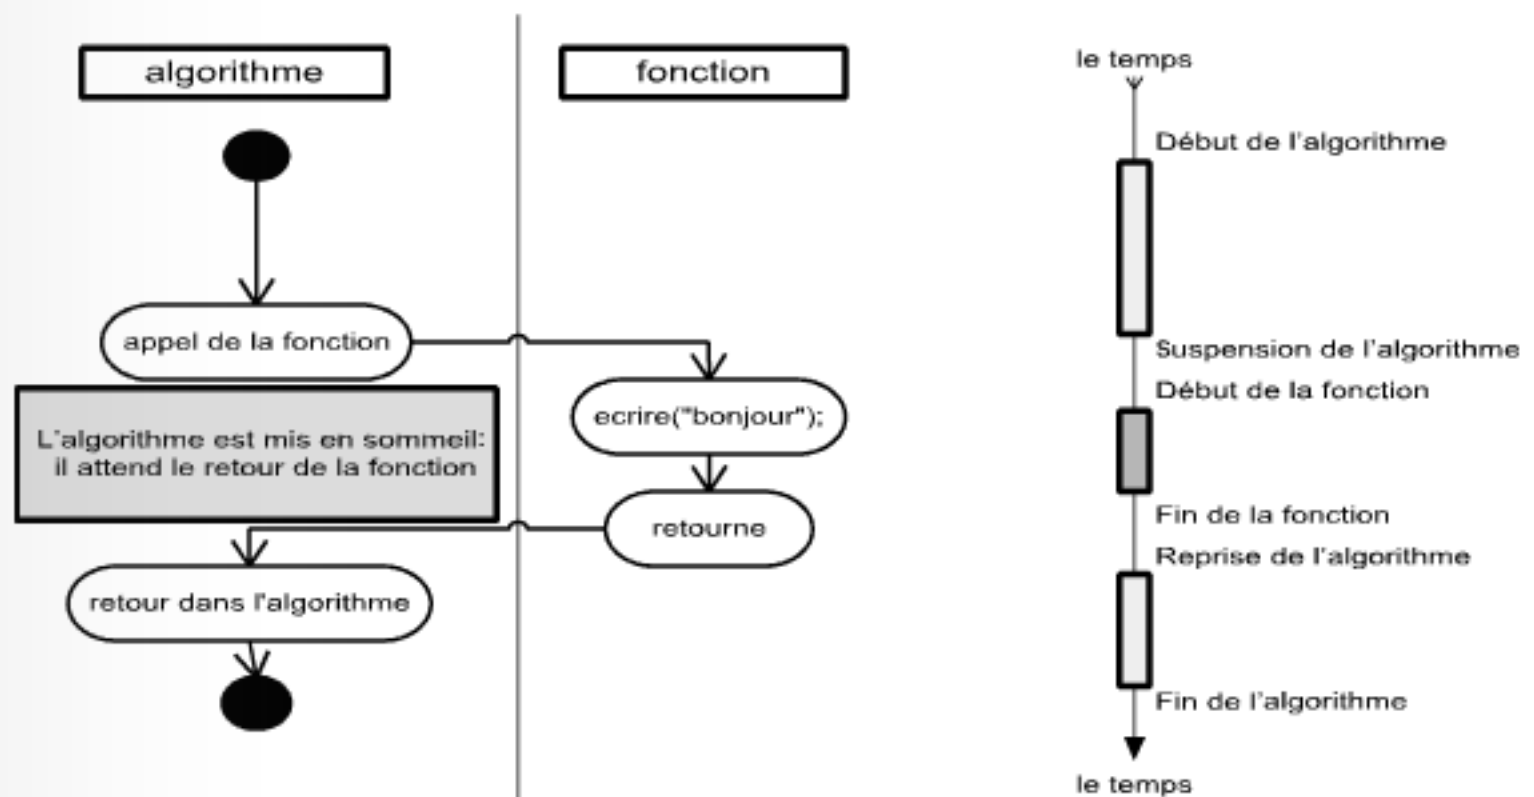 algorithme
fonction
appel de la fonction
ecrire("bonjour");
L'algorithme est mis en sommeil:
il attend le retour de la fonction
retourne
retour dans l'algorithme
le temps
Début de l'algorithme
Suspension de l'algorithme
Début de la fonction
Fin de la fonction
Reprise de l'algorithme
Fin de l'algorithme
le temps